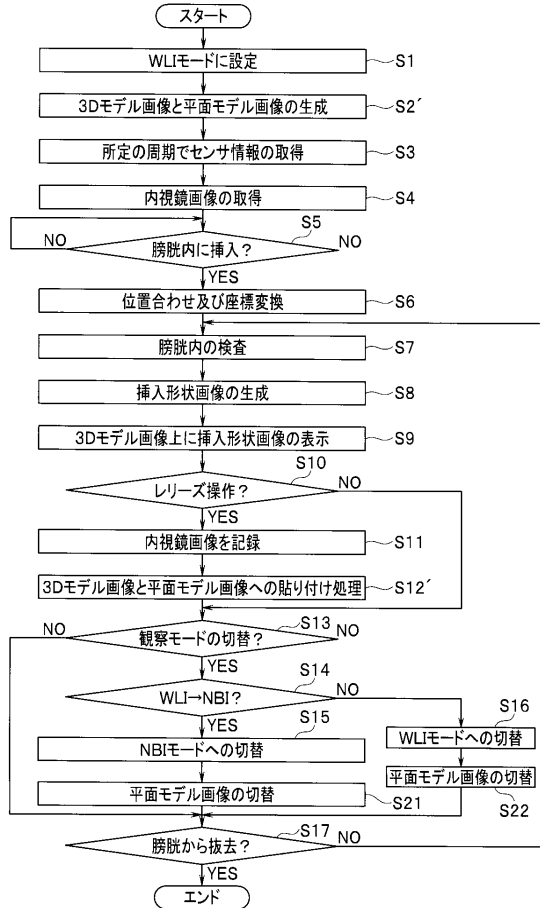 スタート
WLIモードに設定 S1
3Dモデル画像と平面モデル画像の生成 S2´
所定の周期でセンサ情報の取得 S3
内視鏡画像の取得 S4
S5
NO 膀胱内に挿入? NO
YES
位置合わせ及び座標変換 S6
膀胱内の検査 S7
挿入形状画像の生成 S8
3Dモデル画像上に挿入形状画像の表示 S9
S10
レリーズ操作? NO
YES
内視鏡画像を記録 S11
3Dモデル画像と平面モデル画像への貼り付け処理 S12´
S13
NO 観察モードの切替? NO
YES
S14
WLI→NBI? NO
YES S15 S16
NBIモードへの切替 WLIモードへの切替
平面モデル画像の切替 S21 平面モデル画像の切替 S22
S17
膀胱から抜去? NO
YES
エンド